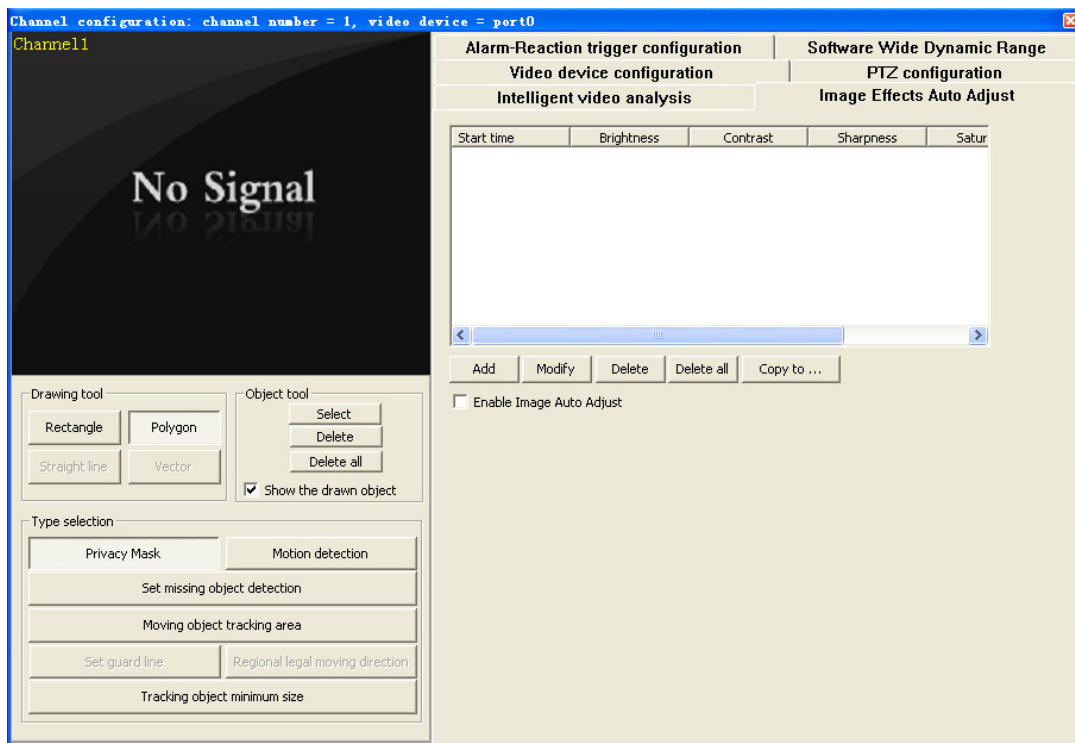 Channel configuration: channel number = 1, video device = port0
Channel1
No Signal
Alarm-Reaction trigger configuration
Software Wide Dynamic Range
Video device configuration
PTZ configuration
Intelligent video analysis
Image Effects Auto Adjust
Start time
Brightness
Contrast
Sharpness
Satur
Add
Modify
Delete
Delete all
Copy to ...
Enable Image Auto Adjust
Drawing tool
Rectangle
Polygon
Straight line
Vector
Object tool
Select
Delete
Delete all
Show the drawn object
Type selection
Privacy Mask
Motion detection
Set missing object detection
Moving object tracking area
Set guard line
Regional legal moving direction
Tracking object minimum size